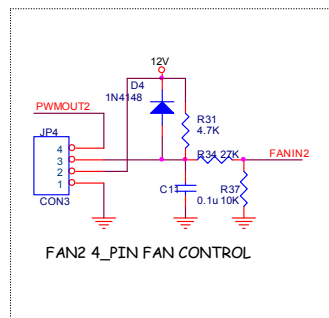 12V
D4
1N4148
PWMOUT2
R31
4.7K
JP4
4
3
2
1
R34 27K
FANIN2
C11
0.1u
R37
10K
CON3
FAN2 4_PIN FAN CONTROL